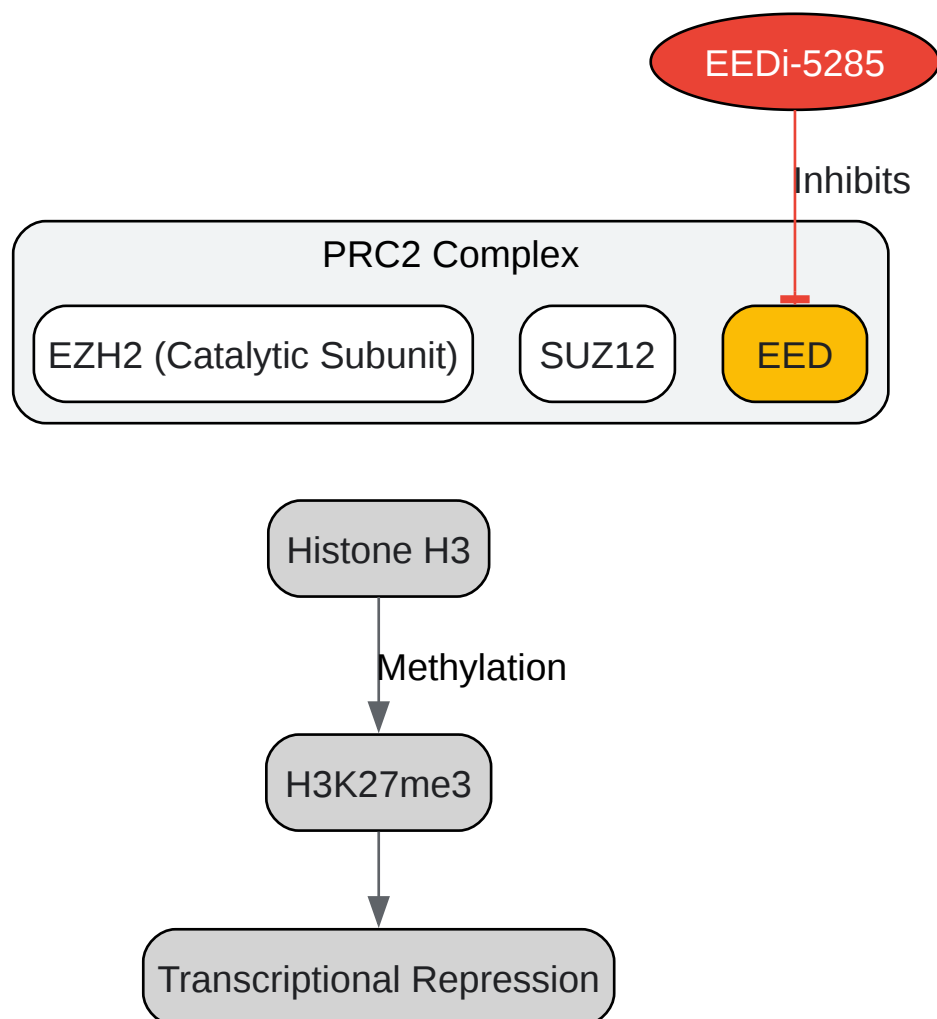 EEDi-5285
Inhibits
PRC2 Complex
EZH2 (Catalytic Subunit)
SUZ12
EED
Histone H3
Methylation
H3K27me3
Transcriptional Repression